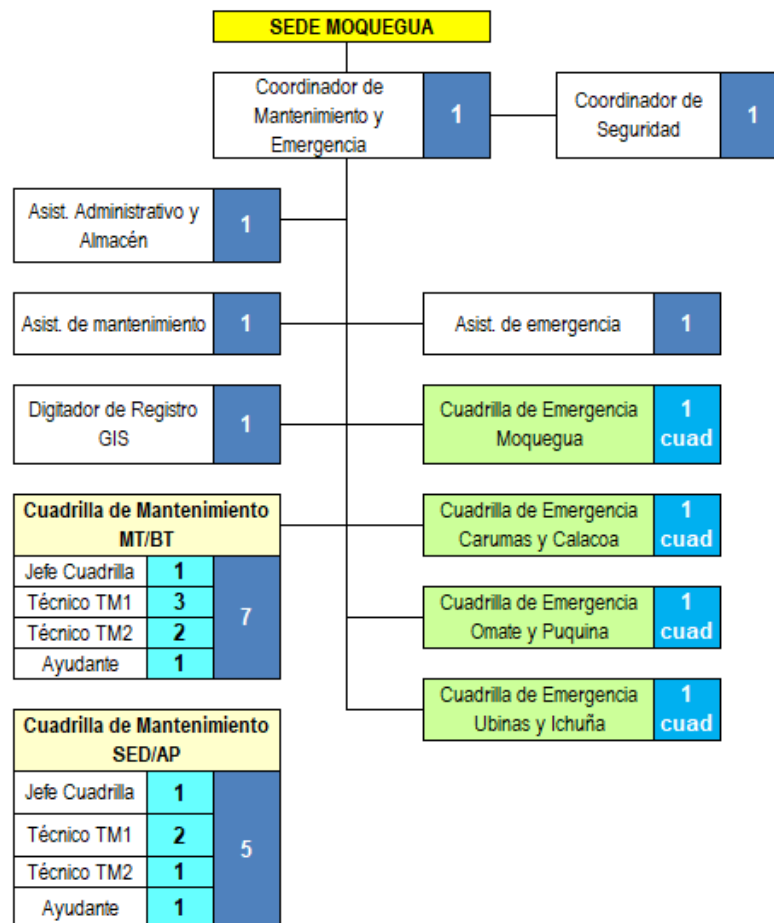 SEDE MOQUEGUA
Coordinador de
Mantenimiento y
Emergencia
1
Coordinador de
Seguridad
1
Asist. Administrativo y
Almacén
1
Asist. de mantenimiento
1
Asist. de emergencia
1
Digitador de Registro
GIS
1
Cuadrilla de Emergencia
Moquegua
1
cuad
Cuadrilla de Mantenimiento
MT/BT
Jefe Cuadrilla 1
Técnico TM1 3
Técnico TM2 2
Ayudante 1
7
Cuadrilla de Emergencia
Carumas y Calacoa
1
cuad
Cuadrilla de Emergencia
Omate y Puquina
1
cuad
Cuadrilla de Emergencia
Ubinas y Ichuña
1
cuad
Cuadrilla de Mantenimiento
SED/AP
Jefe Cuadrilla 1
Técnico TM1 2
Técnico TM2 1
Ayudante 1
5